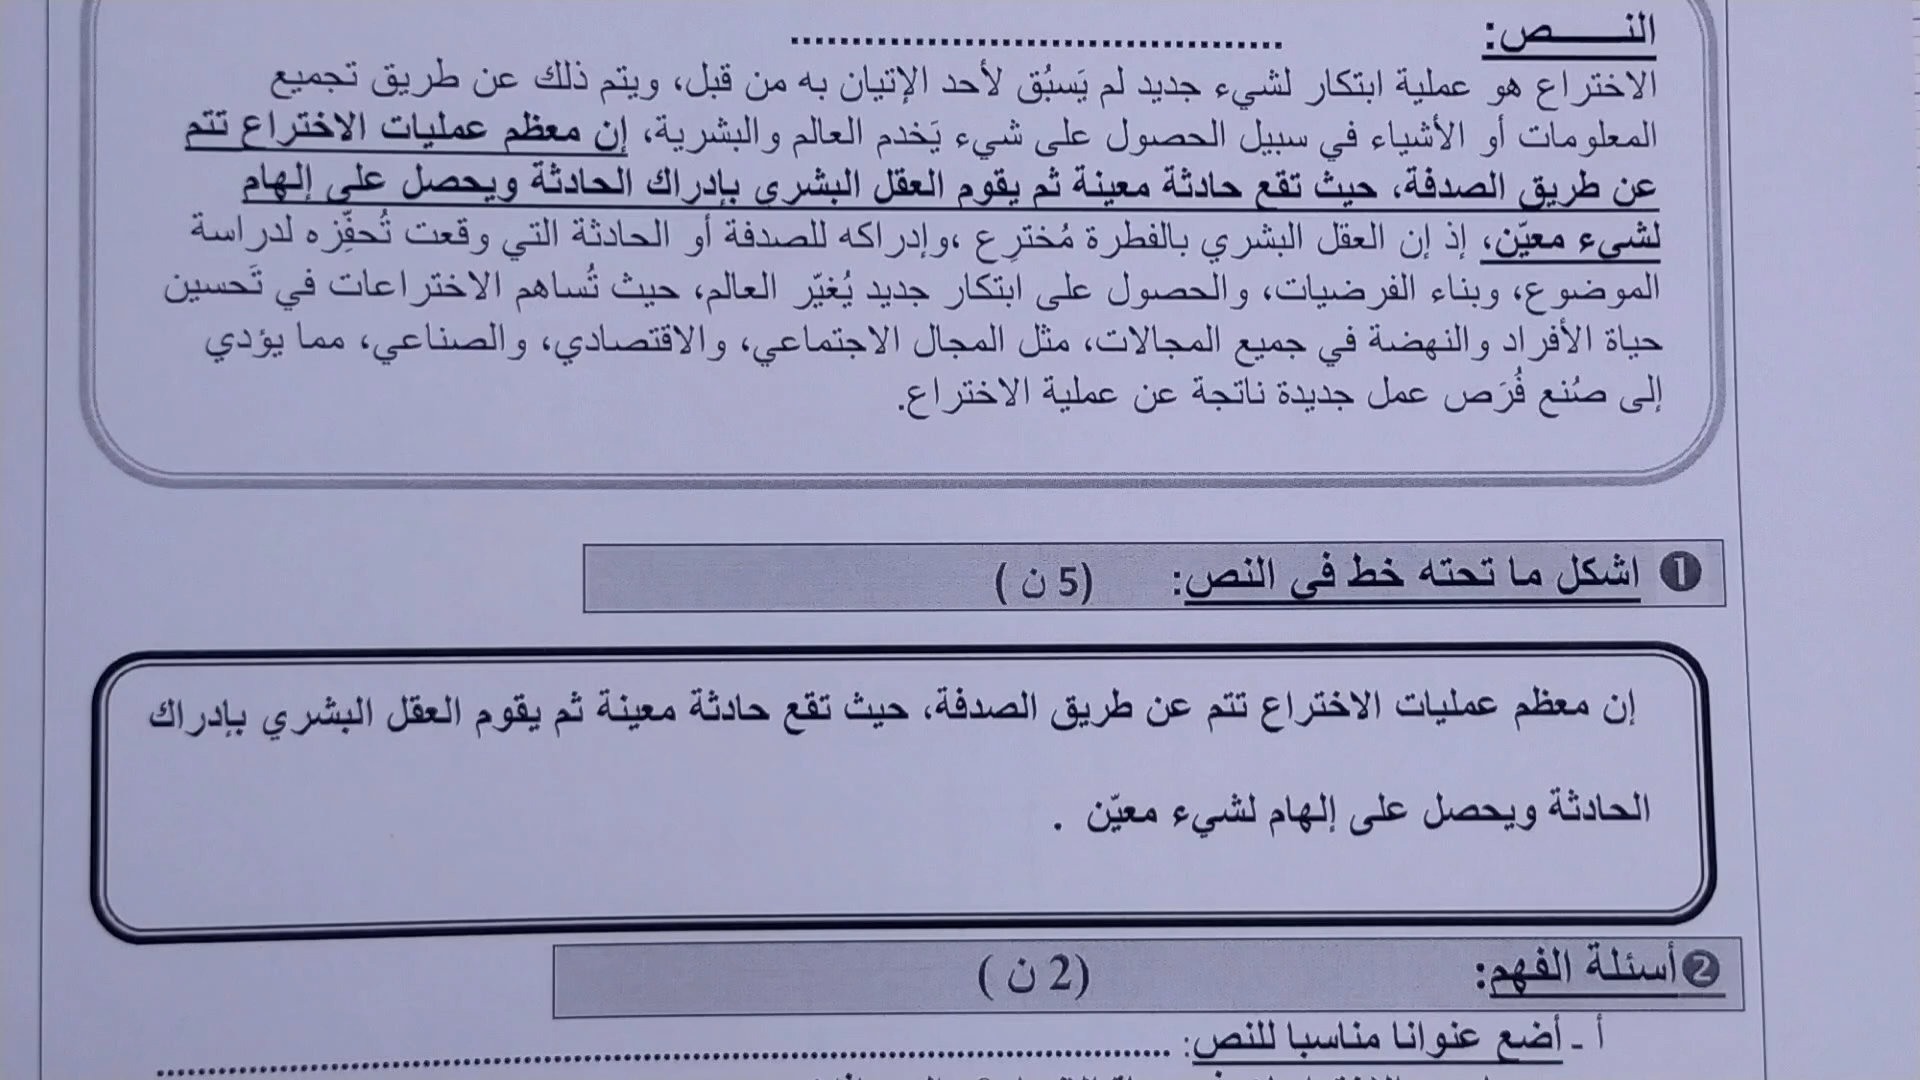 النـــــص: ........................................
الاختراع هو عملية ابتكار لشيء جديد لم يَسبُق لأحد الإتيان به من قبل، ويتم ذلك عن طريق تجميع
المعلومات أو الأشياء في سبيل الحصول على شيء يَخدم العالم والبشرية، إن معظم عمليات الاختراع تتم
عن طريق الصدفة، حيث تقع حادثة معينة ثم يقوم العقل البشري بإدراك الحادثة ويحصل على إلهام
لشيء معيّن، إذ إن العقل البشري بالفطرة مُخترِع ،وإدراكه للصدفة أو الحادثة التي وقعت تُحفِّزه لدراسة
الموضوع، وبناء الفرضيات، والحصول على ابتكار جديد يُغيّر العالم، حيث تُساهم الاختراعات في تَحسين
حياة الأفراد والنهضة في جميع المجالات، مثل المجال الاجتماعي، والاقتصادي، والصناعي، مما يؤدي
إلى صُنع فُرَص عمل جديدة ناتجة عن عملية الاختراع.
❶ اشكل ما تحته خط في النص: (5 ن )
إن معظم عمليات الاختراع تتم عن طريق الصدفة، حيث تقع حادثة معينة ثم يقوم العقل البشري بإدراك
الحادثة ويحصل على إلهام لشيء معيّن .
❷أسئلة الفهم: (2 ن )
أ ـ أضع عنوانا مناسبا للنص: ........................................